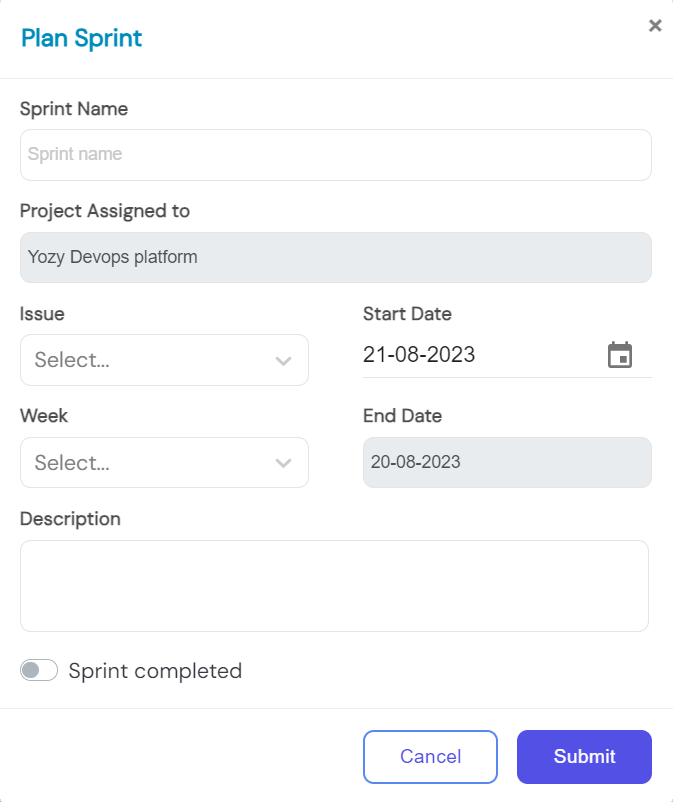 Plan Sprint
Sprint Name
Sprint name
Project Assigned to
Yozy Devops platform
Issue
Start Date
Select...
21-08-2023
Week
End Date
Select...
20-08-2023
Description
Sprint completed
Cancel
Submit